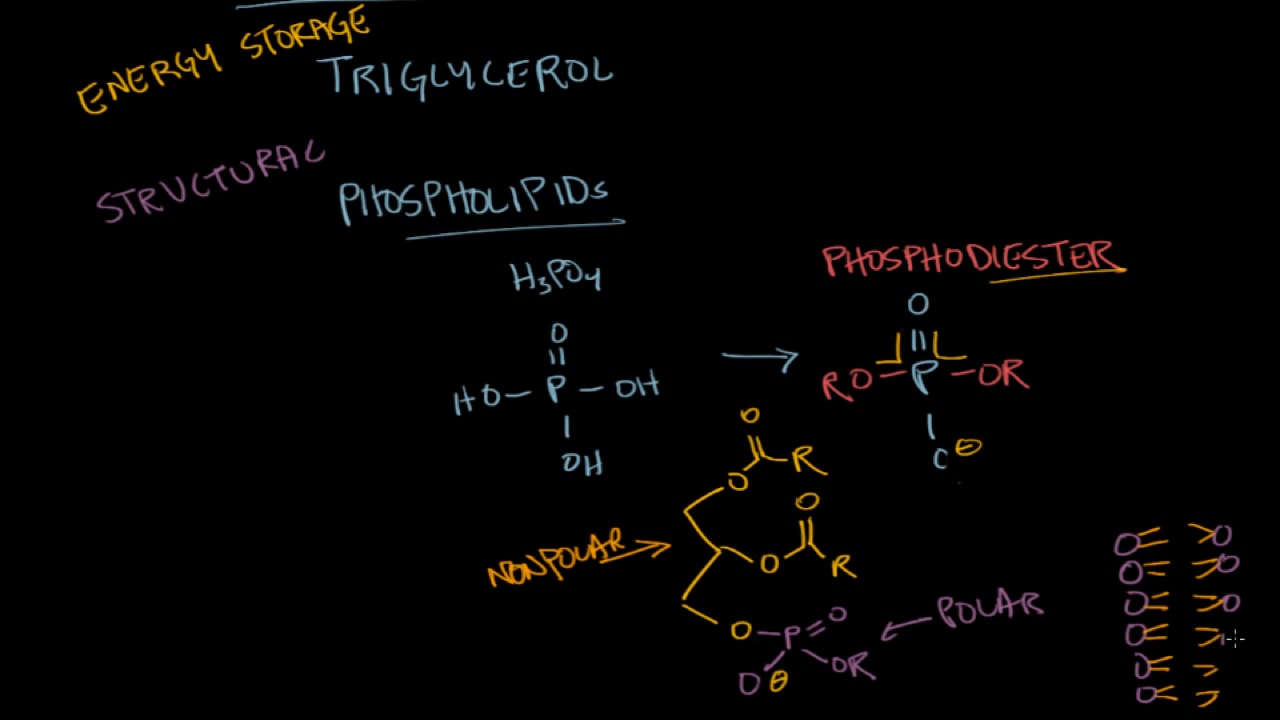 ENERGY STORAGE
TRIGLYCEROL
STRUCTURAL
PHOSPHOLIPIDS
H₃PO₄
PHOSPHODIESTER
O
O
HO P OH
RO P OR
OH
O R
C ⊖
O
O
NONPOLAR
O R
O P O
POLAR
O ⊖ OR
O O
O O
O O
O
O
O